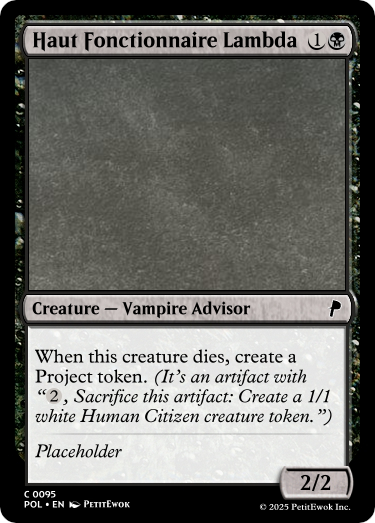 Haut Fonctionnaire Lambda 1
Creature — Vampire Advisor
When this creature dies, create a
Project token. (It's an artifact with
“2, Sacrifice this artifact: Create a 1/1
white Human Citizen creature token.”)
Placeholder
2/2
C 0095
POL • EN PetitEwok
© 2025 PetitEwok Inc.